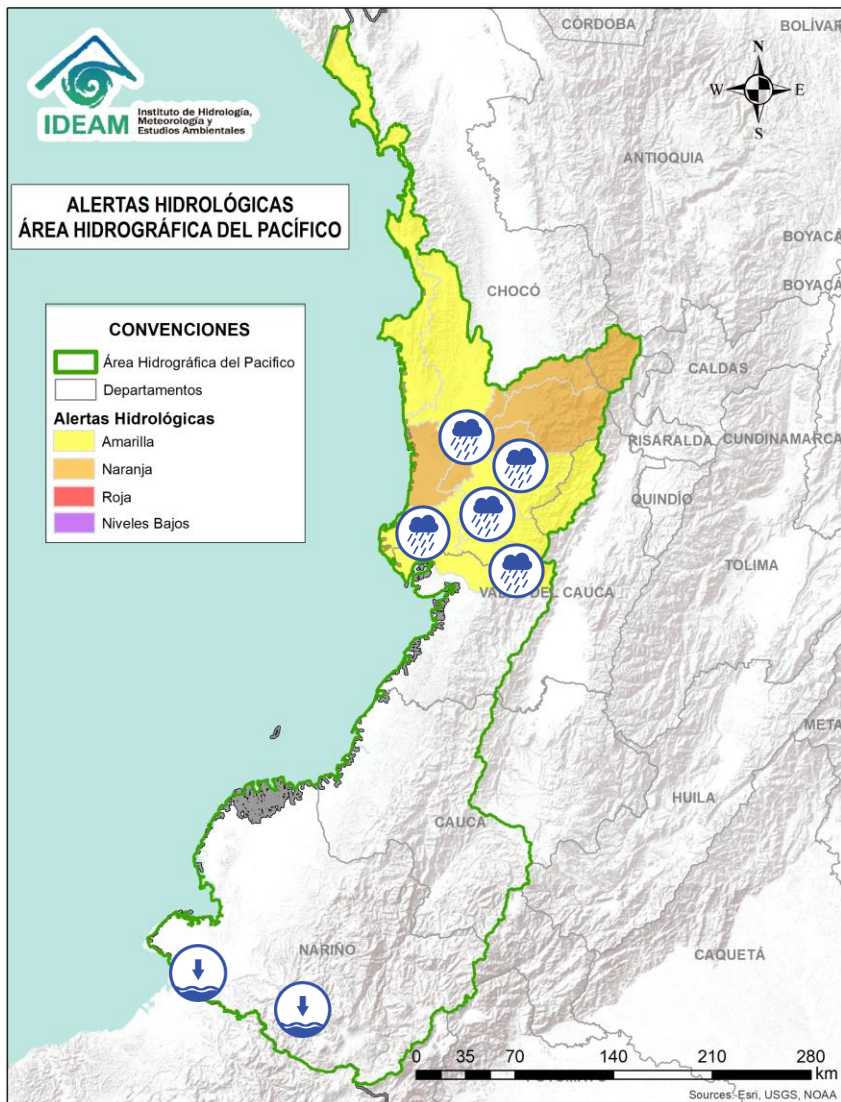 CÓRDOBA
BOLÍVAR
IDEAM
Instituto de Hidrología,
Meteorología y
Estudios Ambientales
N
W
E
S
ANTIOQUIA
ALERTAS HIDROLÓGICAS
ÁREA HIDROGRÁFICA DEL PACÍFICO
BOYACÁ
BOYACÁ
CHOCÓ
CONVENCIONES
Área Hidrográfica del Pacifico
Departamentos
Alertas Hidrológicas
Amarilla
Naranja
Roja
Niveles Bajos
CALDAS
RISARALDA
CUNDINAMARCA
QUINDÍO
TOLIMA
DEL CAUCA
META
HUILA
CAUCA
NARIÑO
CAQUETÁ
0 35 70 140 210 280
km
Sources: Esri, USGS, NOAA